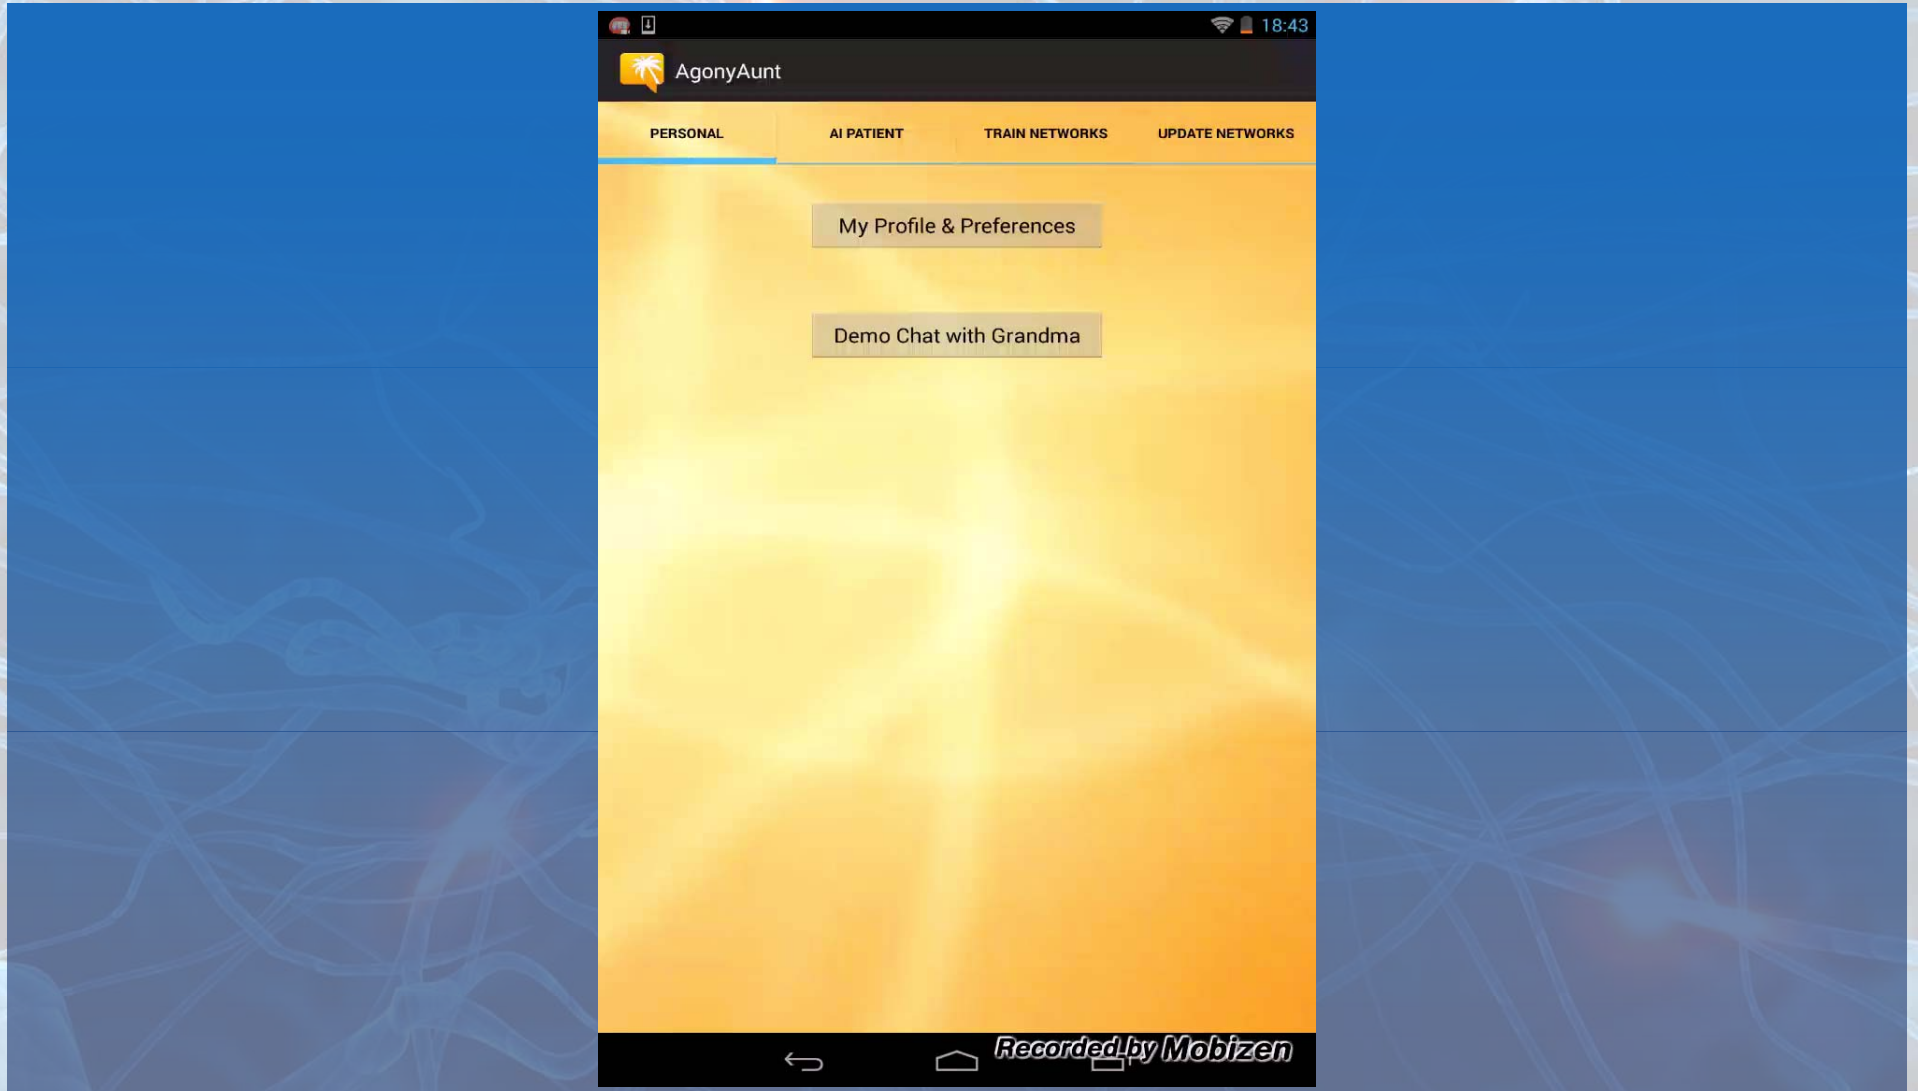 18:43
AgonyAunt
PERSONAL AI PATIENT TRAIN NETWORKS UPDATE NETWORKS
My Profile & Preferences
Demo Chat with Grandma
Recorded by Mobizen